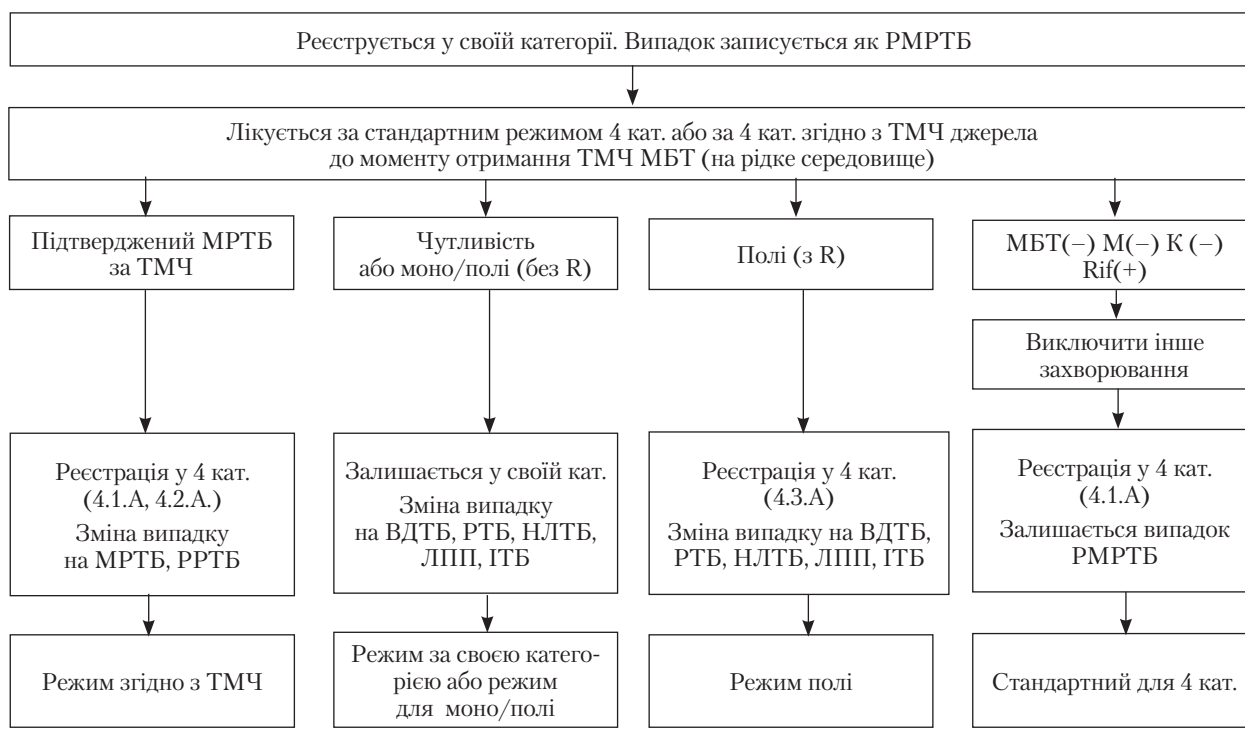 Реєструється у своїй категорії. Випадок записується як РМРТБ
Лікується за стандартним режимом 4 кат. або за 4 кат. згідно з ТМЧ джерела
до моменту отримання ТМЧ МБТ (на рідке середовище)
Підтверджений МРТБ
за ТМЧ
Чутливість
або моно/полі (без R)
Полі (з R)
МБТ(−) М(−) К (−)
Rif(+)
Виключити інше
захворювання
Реєстрація у 4 кат.
(4.1.А, 4.2.А.)
Зміна випадку
на МРТБ, РРТБ
Залишається у своїй кат.
Зміна випадку
на ВДТБ, РТБ, НЛТБ,
ЛПП, ІТБ
Реєстрація у 4 кат.
(4.3.А)
Зміна випадку на ВДТБ,
РТБ, НЛТБ, ЛПП, ІТБ
Реєстрація у 4 кат.
(4.1.А)
Залишається випадок
РМРТБ
Режим згідно з ТМЧ
Режим за своєю катего-
рією або режим
для моно/полі
Режим полі
Стандартний для 4 кат.